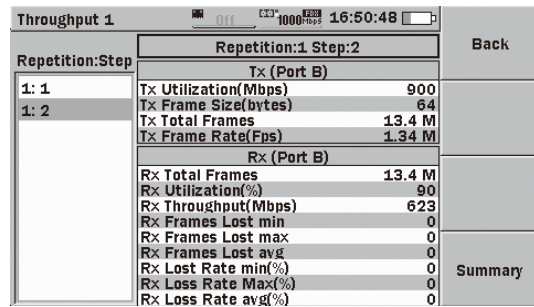 Throughput 1 Off 1000 FDX Mbps 16:50:48
Repetition:Step
1: 1
1: 2
Repetition:1 Step:2
Tx (Port B)
Tx Utilization(Mbps) 900
Tx Frame Size(bytes) 64
Tx Total Frames 13.4 M
Tx Frame Rate(Fps) 1.34 M
Rx (Port B)
Rx Total Frames 13.4 M
Rx Utilization(%) 90
Rx Throughput(Mbps) 623
Rx Frames Lost min 0
Rx Frames Lost max 0
Rx Frames Lost avg 0
Rx Lost Rate min(%) 0
Rx Loss Rate Max(%) 0
Rx Loss Rate avg(%) 0
Back
Summary